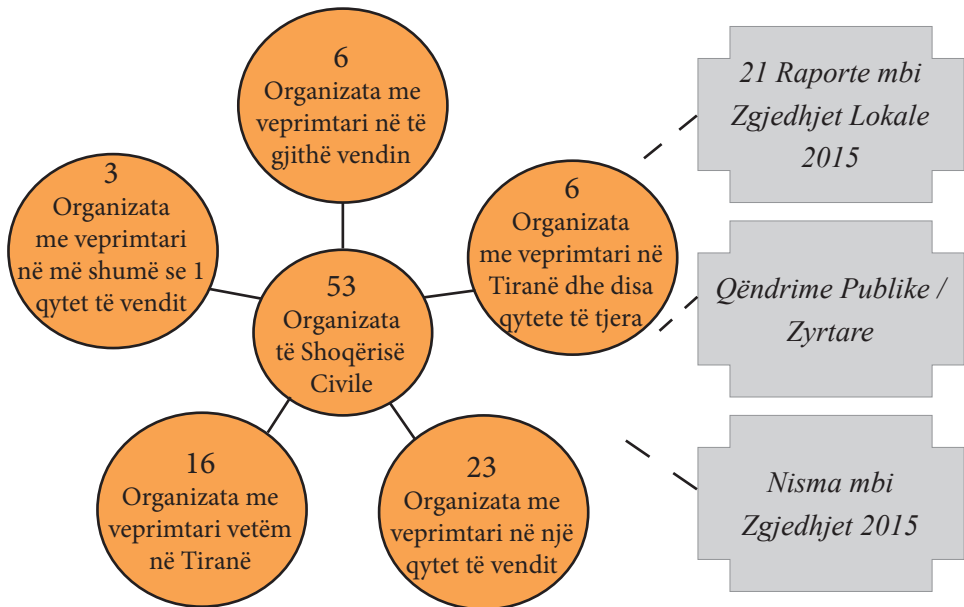 6
Organizata me
veprimtari në të
gjithë vendin
3
Organizata
me veprimtari
në më shumë se 1
qytet të vendit
6
Organizata
me veprimtari në
Tiranë dhe disa
qytete të tjera
53
Organizata
të Shoqërisë
Civile
16
Organizata me
veprimtari vetëm
në Tiranë
23
Organizata me
veprimtari në një
qytet të vendit
21 Raporte mbi
Zgjedhjet Lokale
2015
Qëndrime Publike /
Zyrtare
Nisma mbi
Zgjedhjet 2015